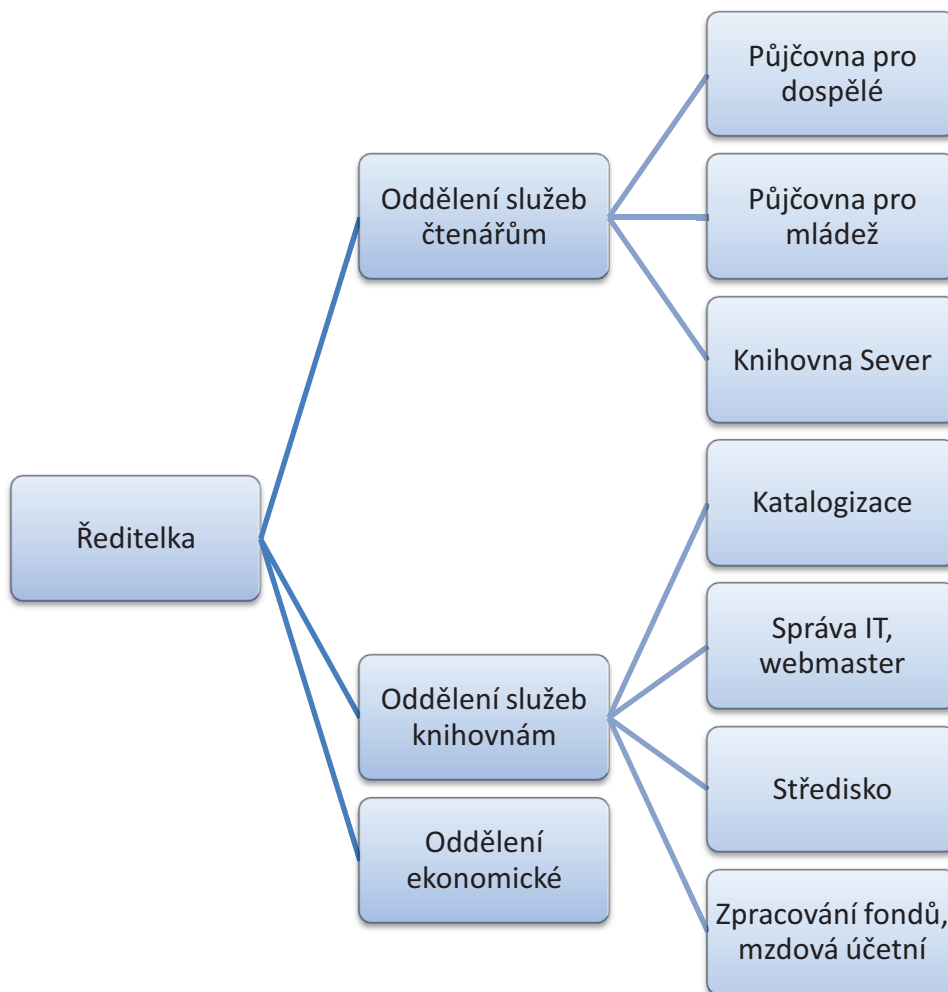 Ředitelka
Oddělení služeb
čtenářům
Půjčovna pro
dospělé
Půjčovna pro
mládež
Knihovna Sever
Oddělení služeb
knihovnám
Katalogizace
Správa IT,
webmaster
Středisko
Zpracování fondů,
mzdová účetní
Oddělení
ekonomické